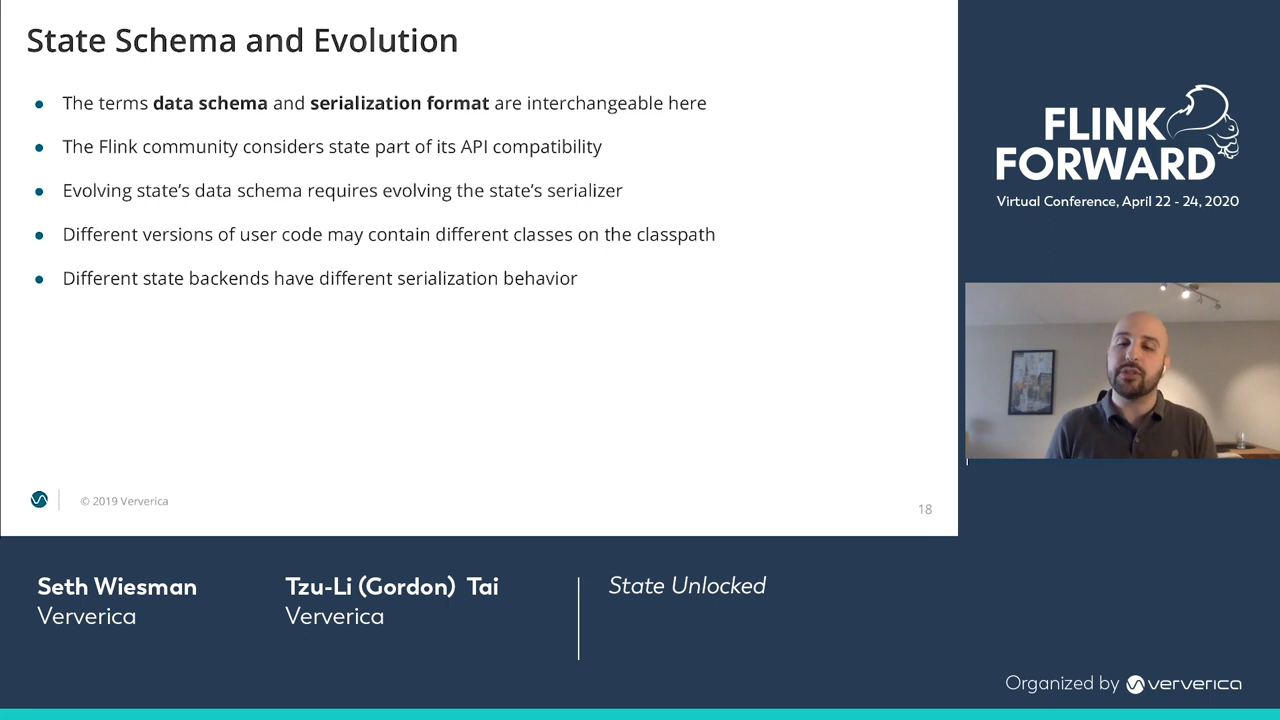 State Schema and Evolution
● The terms data schema and serialization format are interchangeable here
● The Flink community considers state part of its API compatibility
● Evolving state’s data schema requires evolving the state’s serializer
● Different versions of user code may contain different classes on the classpath
● Different state backends have different serialization behavior
© 2019 Ververica
18
FLINK
FORWARD
Virtual Conference, April 22 - 24, 2020
Seth Wiesman
Ververica
Tzu-Li (Gordon) Tai
Ververica
State Unlocked
Organized by ververica